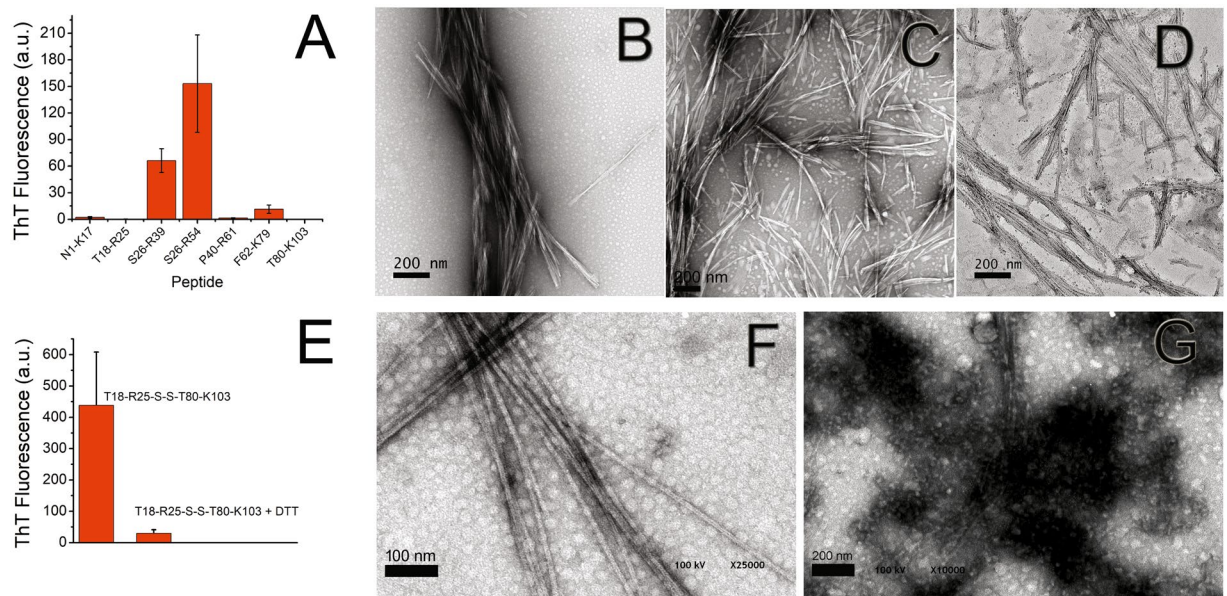 A
ThT Fluorescence (a.u.)
210
180
150
120
90
60
30
0
N1-K17
T18-R25
S26-R39
S26-R54
P40-R61
F62-K79
T80-K103
Peptide
B
200 nm
C
200 nm
D
200 nm
E
ThT Fluorescence (a.u.)
600
500
400
300
200
100
0
T18-R25-S-S-T80-K103
T18-R25-S-S-T80-K103 + DTT
F
100 nm
100 kV X25000
G
200 nm
100 kV X10000